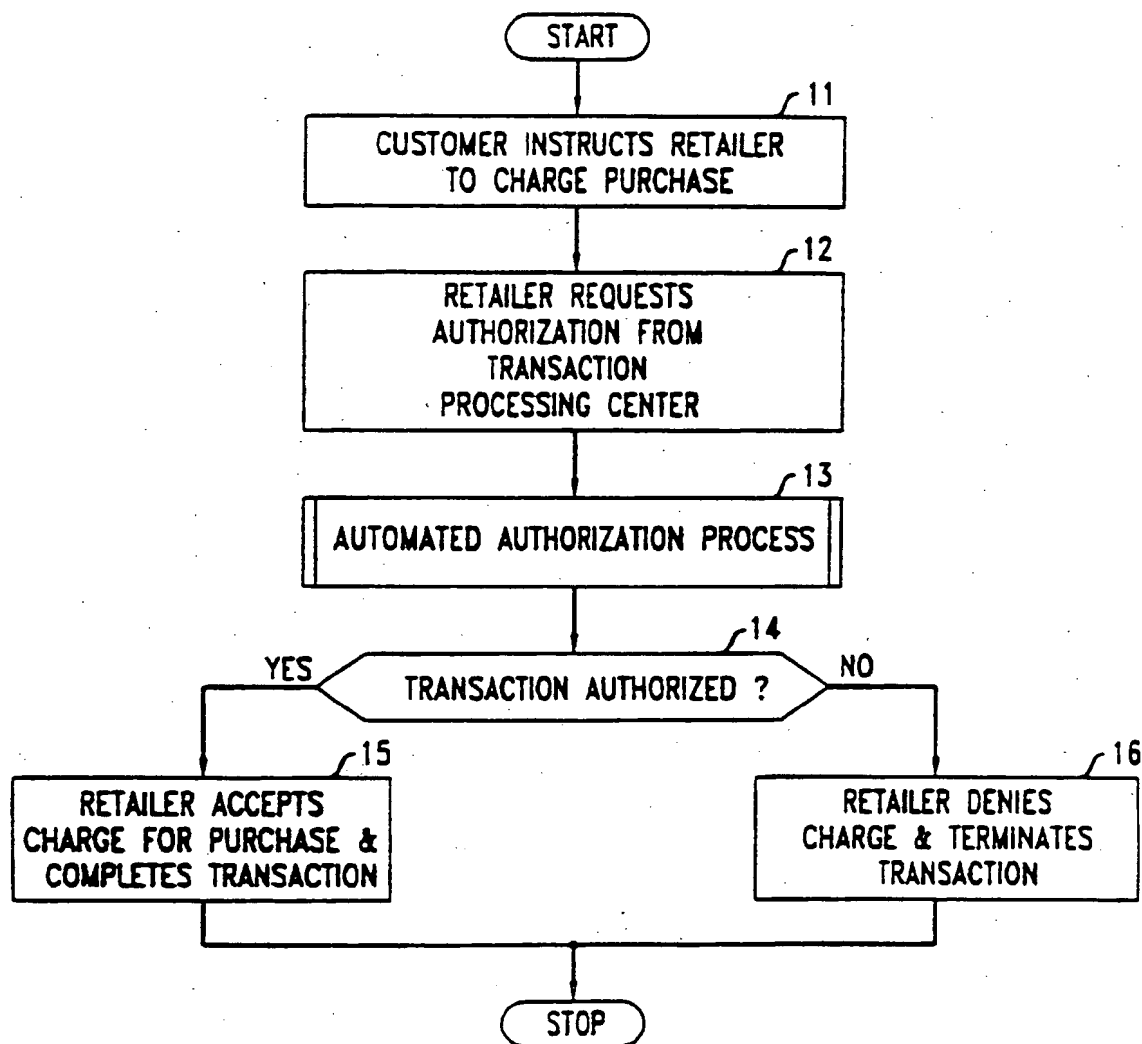 START
11
CUSTOMER INSTRUCTS RETAILER
TO CHARGE PURCHASE
12
RETAILER REQUESTS
AUTHORIZATION FROM
TRANSACTION
PROCESSING CENTER
13
AUTOMATED AUTHORIZATION PROCESS
14
YES
TRANSACTION AUTHORIZED ?
NO
15
RETAILER ACCEPTS
CHARGE FOR PURCHASE &
COMPLETES TRANSACTION
16
RETAILER DENIES
CHARGE & TERMINATES
TRANSACTION
STOP